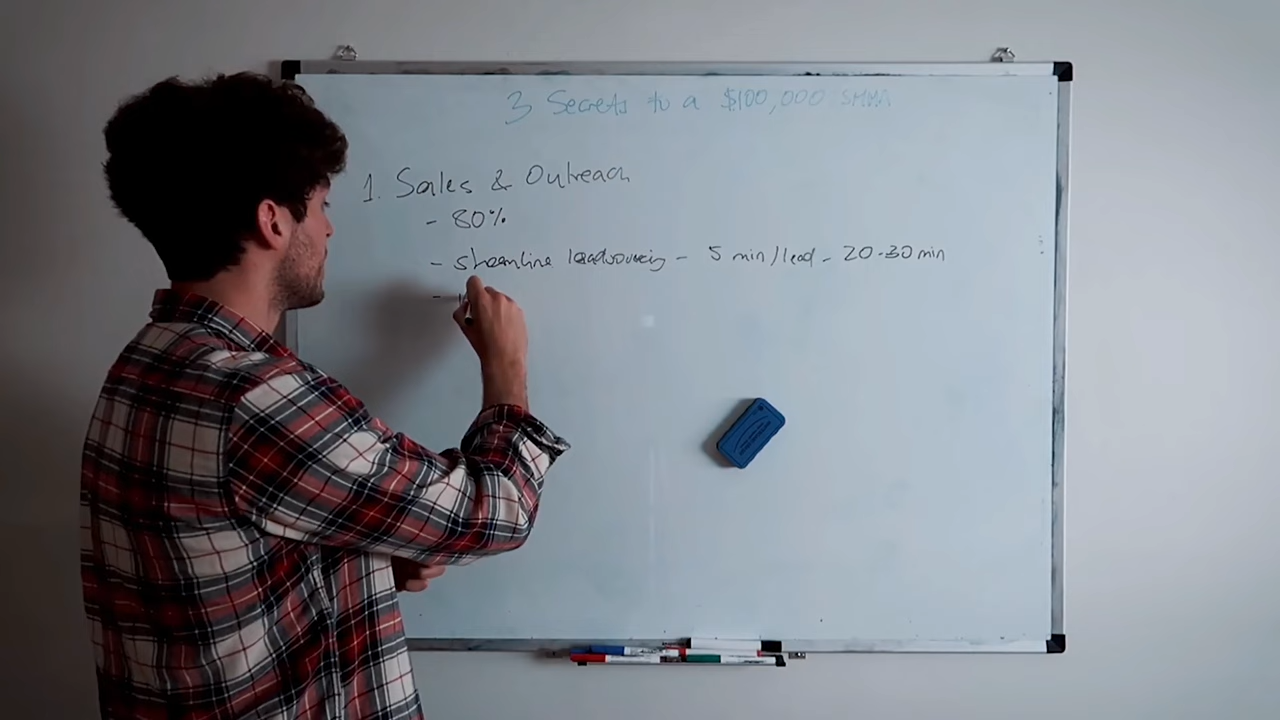 3 Secrets to a $100,000 SMMA
1. Sales & Outreach
- 80%
- streamline leadsourcing - 5 min/lead - 20-30 min
-